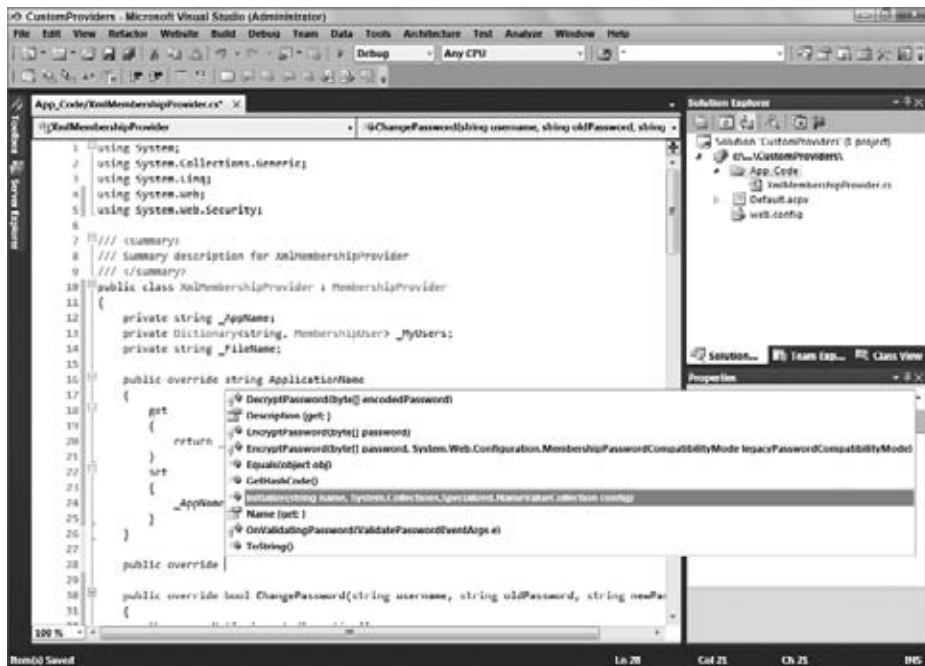 CustomProviders - Microsoft Visual Studio (Administrator)
File Edit View Refactor Website Build Debug Team Data Tools Architecture Test Analyze Window Help
Debug Any CPU
App_Code/XmlMembershipProvider.cs*
XmlMembershipProvider ChangePassword(string username, string oldPassword, string
1 using System;
2 using System.Collections.Generic;
3 using System.Linq;
4 using System.Web;
5 using System.Web.Security;
6
7 /// <summary>
8 /// Summary description for XmlMembershipProvider
9 /// </summary>
10 public class XmlMembershipProvider : MembershipProvider
11 {
12 private string _AppName;
13 private Dictionary<string, MembershipUser> _MyUsers;
14 private string _FileName;
15
16 public override string ApplicationName
17 {
18 get
19 {
20 return
21 }
22 set
23 {
24 _AppName
25 }
26 }
27
28 public override
29
30 public override bool ChangePassword(string username, string oldPassword, string newPas
31 {
DecryptPassword(byte[] encodedPassword)
Description {get; }
EncryptPassword(byte[] password)
EncryptPassword(byte[] password, System.Web.Configuration.MembershipPasswordCompatibilityMode legacyPasswordCompatibilityMode)
Equals(object obj)
GetHashCode()
Initialize(string name, System.Collections.Specialized.NameValueCollection config)
Name {get; }
OnValidatingPassword(ValidatePasswordEventArgs e)
ToString()
100 %
Toolbox
Server Explorer
Solution Explorer
Solution 'CustomProviders' (1 project)
C:\...\CustomProviders\
App_Code
XmlMembershipProvider.cs
Default.aspx
web.config
Solution... Team Exp... Class View
Properties
Item(s) Saved Ln 28 Col 21 Ch 21 INS